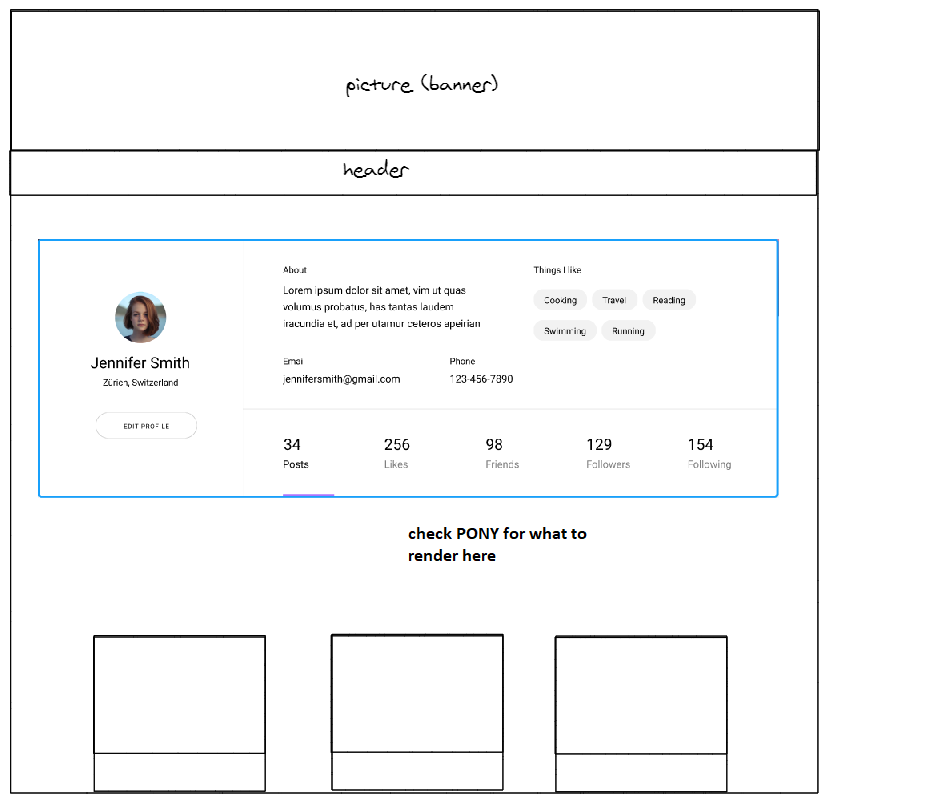 picture (banner)
header
About
Lorem ipsum dolor sit amet, vim ut quas
volumus probatus, has tantas laudem
iracundia et, ad per utamur ceteros apeirian
Email
jennifersmith@gmail.com
Phone
123-456-7890
Things I like
Cooking
Travel
Reading
Swimming
Running
Jennifer Smith
Zürich, Switzerland
EDIT PROFILE
34
Posts
256
Likes
98
Friends
129
Followers
154
Following
check PONY for what to
render here